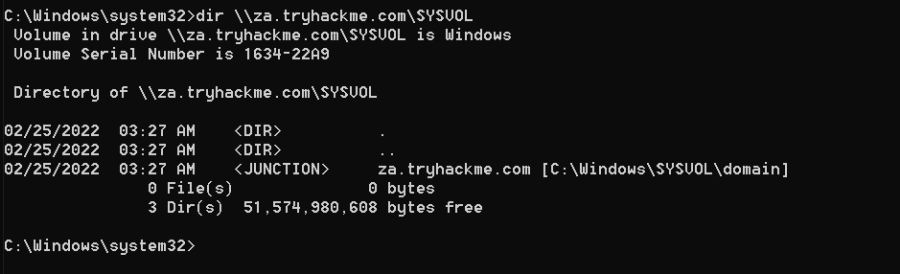 C:\Windows\system32>dir \\za.tryhackme.com\SYSVOL
 Volume in drive \\za.tryhackme.com\SYSVOL is Windows
 Volume Serial Number is 1634-22A9

 Directory of \\za.tryhackme.com\SYSVOL

02/25/2022  03:27 AM    <DIR>          .
02/25/2022  03:27 AM    <DIR>          ..
02/25/2022  03:27 AM    <JUNCTION>     za.tryhackme.com [C:\Windows\SYSVOL\domain]
               0 File(s)              0 bytes
               3 Dir(s)  51,574,980,608 bytes free

C:\Windows\system32>